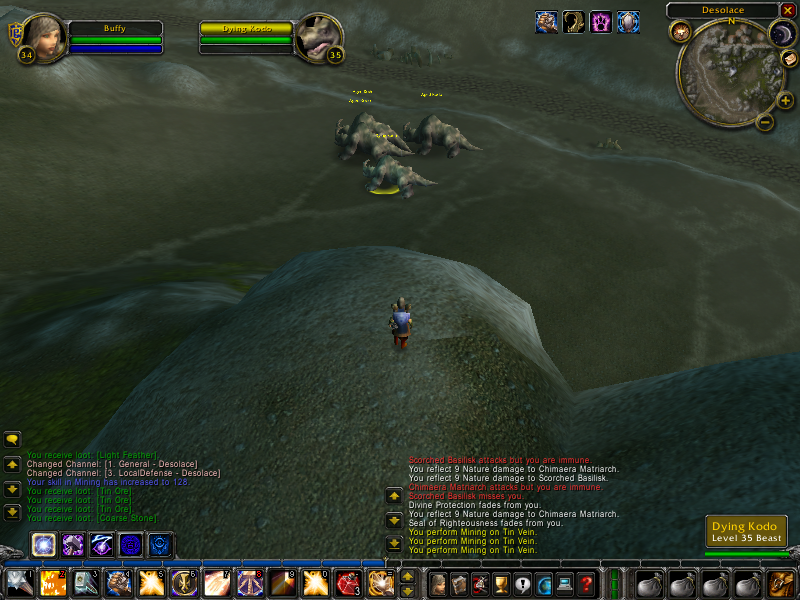 Buffy
34
Dying Kodo
35
Desolace
N
Aged Kodo
You receive loot: [Light Feather].
Changed Channel: [1. General - Desolace]
Changed Channel: [3. LocalDefense - Desolace]
Your skill in Mining has increased to 128.
You receive loot: [Tin Ore].
You receive loot: [Tin Ore].
You receive loot: [Tin Ore].
You receive loot: [Coarse Stone].
Scorched Basilisk attacks but you are immune.
You reflect 9 Nature damage to Chimaera Matriarch.
You reflect 9 Nature damage to Scorched Basilisk.
Chimaera Matriarch attacks but you are immune.
Scorched Basilisk misses you.
Divine Protection fades from you.
You reflect 9 Nature damage to Chimaera Matriarch.
Seal of Righteousness fades from you.
You perform Mining on Tin Vein.
You perform Mining on Tin Vein.
You perform Mining on Tin Vein.
Dying Kodo
Level 35 Beast